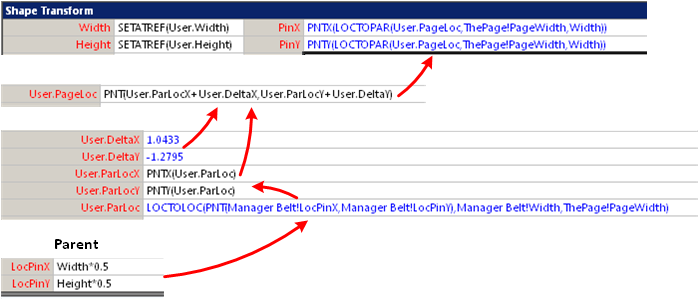 Shape Transform
Width SETATREF(User.Width) PinX PNTX(LOCTOPAR(User.PageLoc,ThePage!PageWidth,Width))
Height SETATREF(User.Height) PinY PNTY(LOCTOPAR(User.PageLoc,ThePage!PageWidth,Width))
User.PageLoc PNT(User.ParLocX+User.DeltaX,User.ParLocY+User.DeltaY)
User.DeltaX 1.0433
User.DeltaY -1.2795
User.ParLocX PNTX(User.ParLoc)
User.ParLocY PNTY(User.ParLoc)
User.ParLoc LOCTOLOC(PNT(Manager Belt!LocPinX,Manager Belt!LocPinY),Manager Belt!Width,ThePage!PageWidth)
Parent
LocPinX Width*0.5
LocPinY Height*0.5